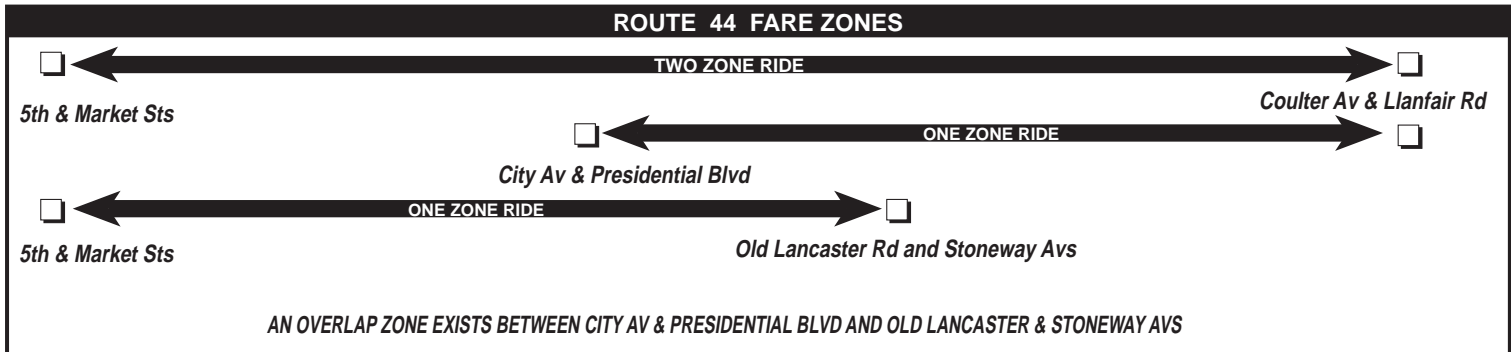 ROUTE 44 FARE ZONES
TWO ZONE RIDE
5th & Market Sts
Coulter Av & Llanfair Rd
ONE ZONE RIDE
City Av & Presidential Blvd
ONE ZONE RIDE
5th & Market Sts
Old Lancaster Rd and Stoneway Avs
AN OVERLAP ZONE EXISTS BETWEEN CITY AV & PRESIDENTIAL BLVD AND OLD LANCASTER & STONEWAY AVS